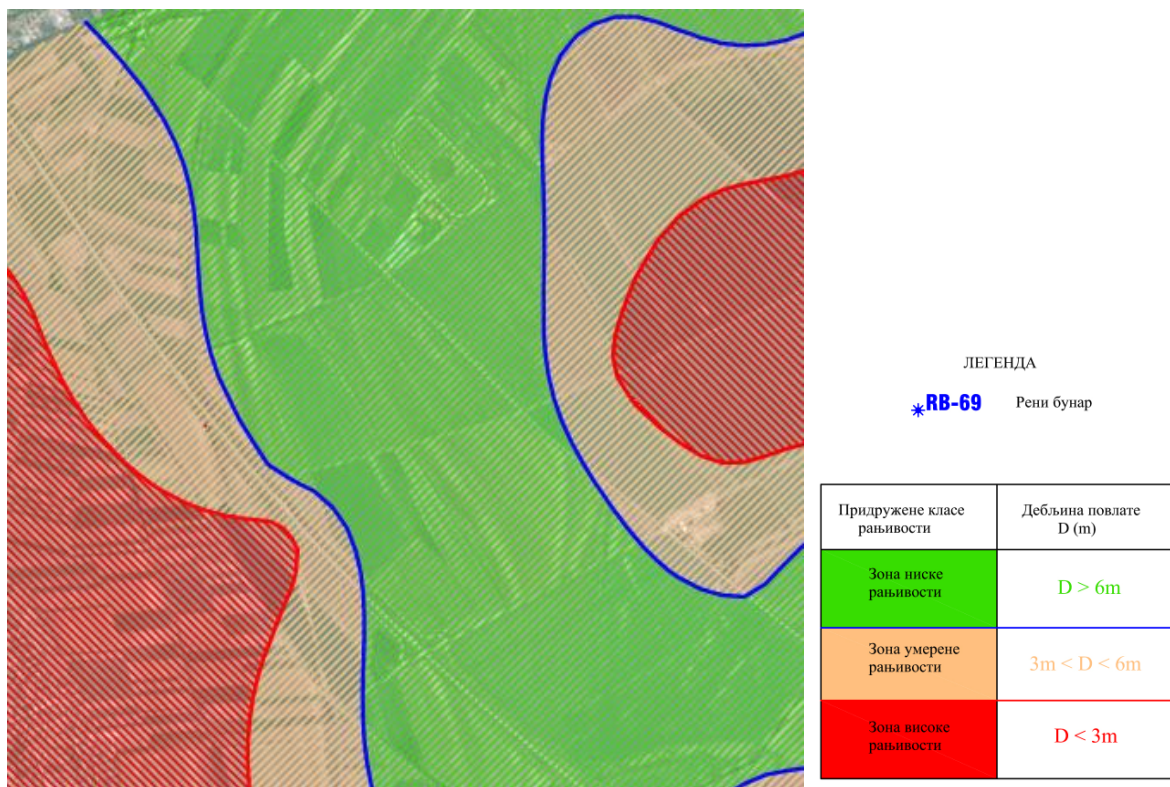 ЛЕГЕНДА
RB-69 Рени бунар
Придружене класе рањивости
Дебљина повлате D (m)
Зона ниске рањивости
D > 6m
Зона умерене рањивости
3m < D < 6m
Зона високе рањивости
D < 3m